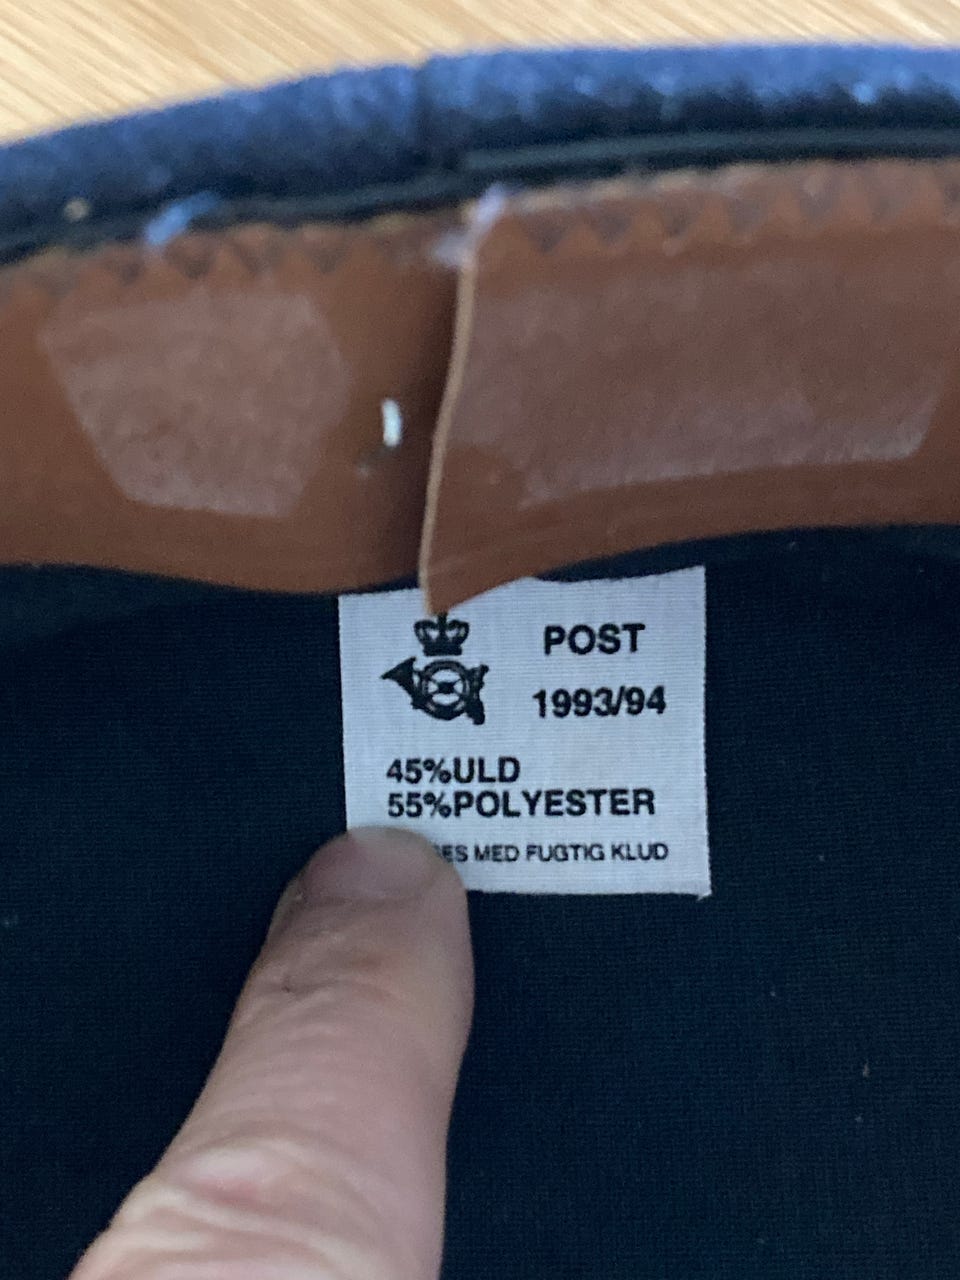 POST
1993/94
45%ULD
55%POLYESTER
MED FUGTIG KLUD